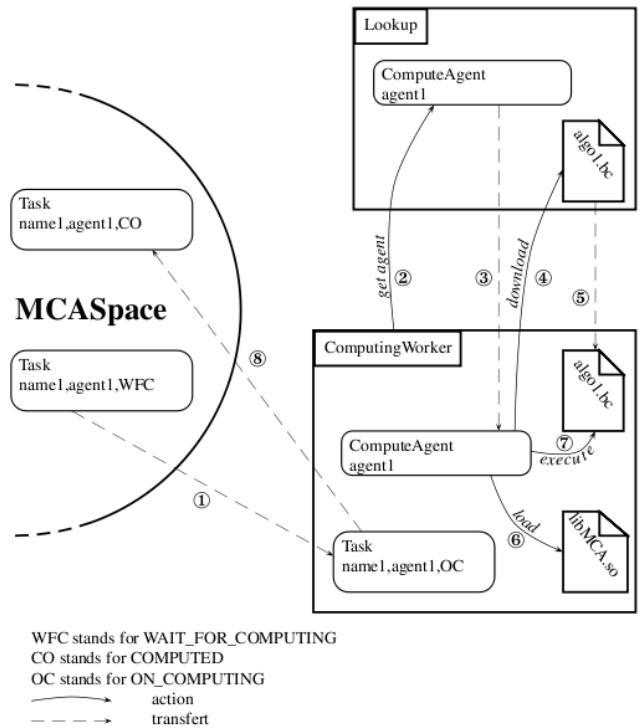 Lookup
ComputeAgent
agent1
algo1.bc
Task
name1,agent1,CO
get agent
②
③
download
④
⑤
MCASpace
ComputingWorker
⑧
Task
name1,agent1,WFC
algo1.bc
ComputeAgent
agent1
⑦
execute
①
load
⑥
libMCA.so
Task
name1,agent1,OC
WFC stands for WAIT_FOR_COMPUTING
CO stands for COMPUTED
OC stands for ON_COMPUTING
action
transfert